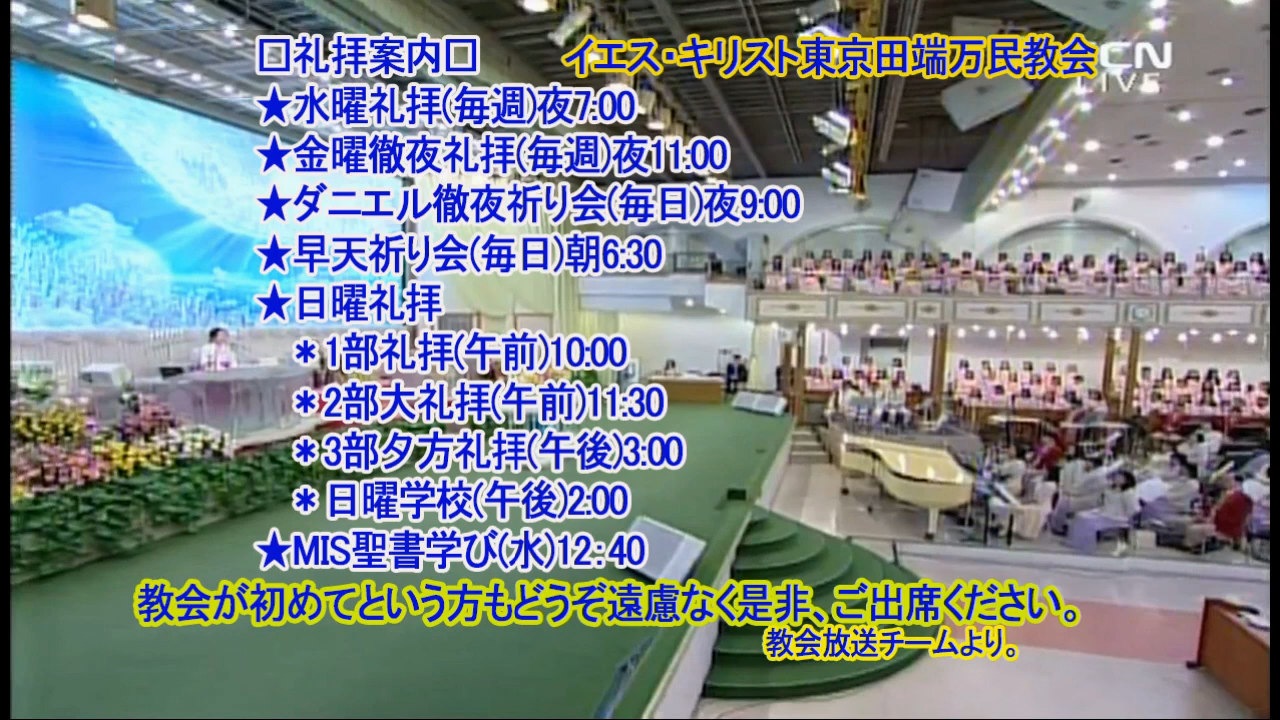 □礼拝案内□ イエス・キリスト東京田端万民教会 CN
LIVE
★水曜礼拝(毎週)夜7:00
★金曜徹夜礼拝(毎週)夜11:00
★ダニエル徹夜祈り会(毎日)夜9:00
★早天祈り会(毎日)朝6:30
★日曜礼拝
＊1部礼拝(午前)10:00
＊2部大礼拝(午前)11:30
＊3部夕方礼拝(午後)3:00
＊日曜学校(午後)2:00
★MIS聖書学び(水)12:40
教会が初めてという方もどうぞ遠慮なく是非、ご出席ください。
教会放送チームより。